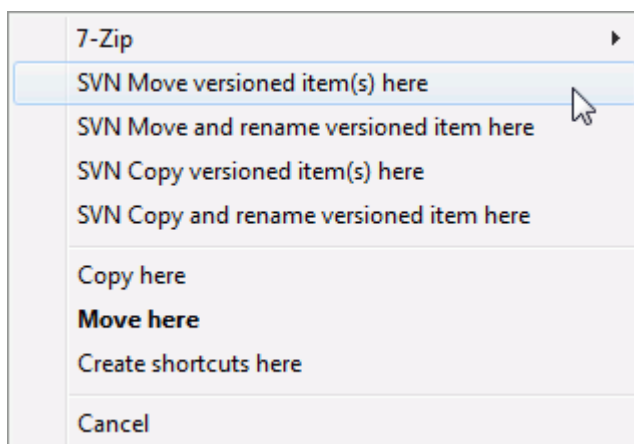 7-Zip
SVN Move versioned item(s) here
SVN Move and rename versioned item here
SVN Copy versioned item(s) here
SVN Copy and rename versioned item here
Copy here
Move here
Create shortcuts here
Cancel